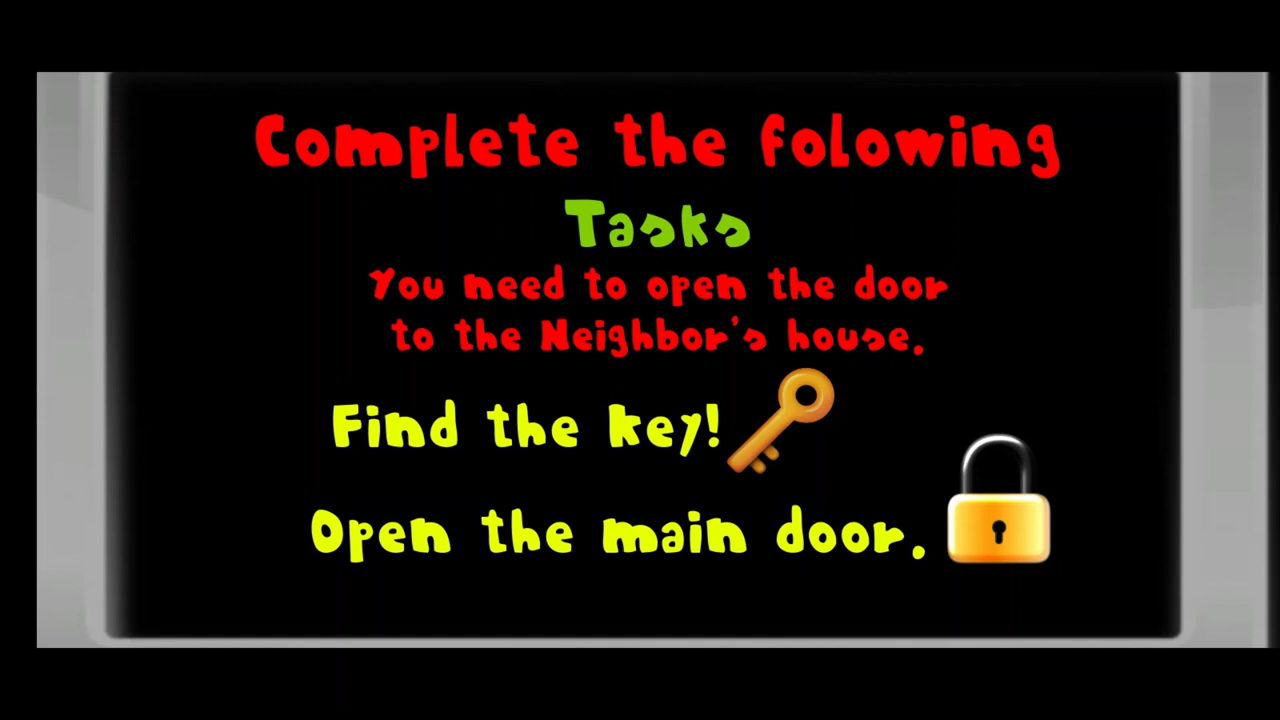 Complete the folowing
Tasks
You need to open the door
to the Neighbor's house.
Find the key!
Open the main door.